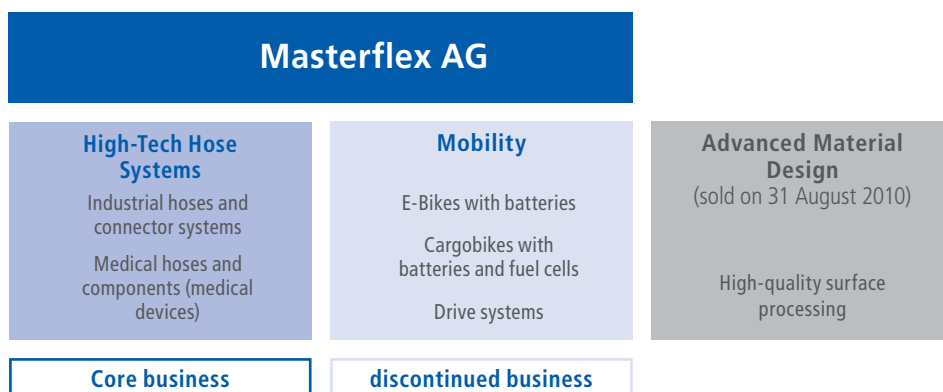 Masterflex AG
High-Tech Hose
Systems
Industrial hoses and
connector systems
Medical hoses and
components (medical
devices)
Mobility
E-Bikes with batteries
Cargobikes with
batteries and fuel cells
Drive systems
Advanced Material
Design
(sold on 31 August 2010)
High-quality surface
processing
Core business
discontinued business